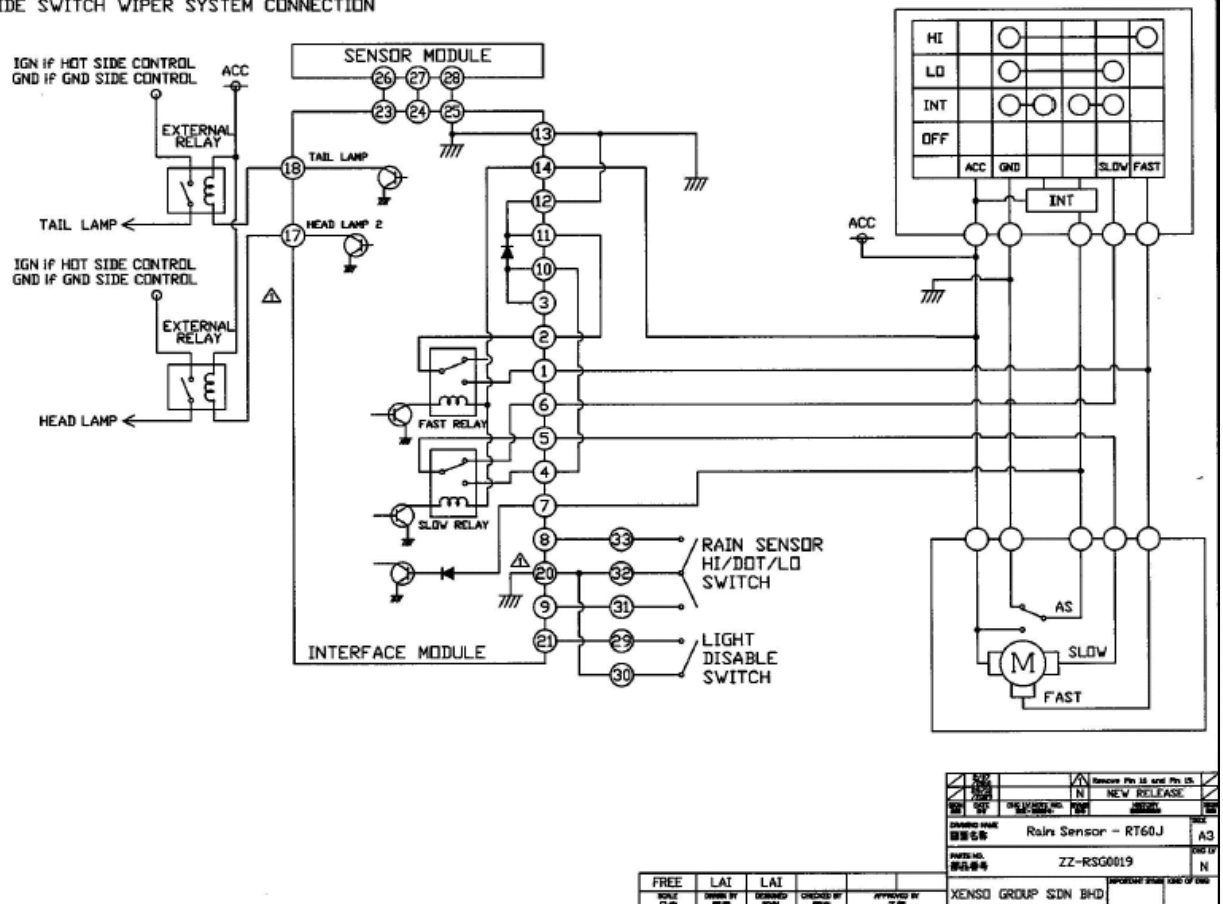 IDE SWITCH WIPER SYSTEM CONNECTION
IGN if HOT SIDE CONTROL
GND if GND SIDE CONTROL
ACC
EXTERNAL
RELAY
TAIL LAMP
IGN if HOT SIDE CONTROL
GND if GND SIDE CONTROL
EXTERNAL
RELAY
HEAD LAMP
SENSOR MODULE
26 27 28
23 24 25
18 TAIL LAMP
17 HEAD LAMP 2
13
14
12
11
10
3
2
1
6
FAST RELAY
5
4
7
SLOW RELAY
8
20
9
21
INTERFACE MODULE
33
32
31
RAIN SENSOR
HI/DOT/LO
SWITCH
29
30
LIGHT
DISABLE
SWITCH
HI
LO
INT
OFF
ACC GND SLOW FAST
INT
ACC
AS
SLOW
M
FAST
Remove Pin 16 and Pin 15.
N NEW RELEASE
Rain Sensor - RT60J
A3
PARTS NO.
ZZ-RSG0019
N
FREE LAI LAI
SCALE
XENSO GROUP SDN BHD